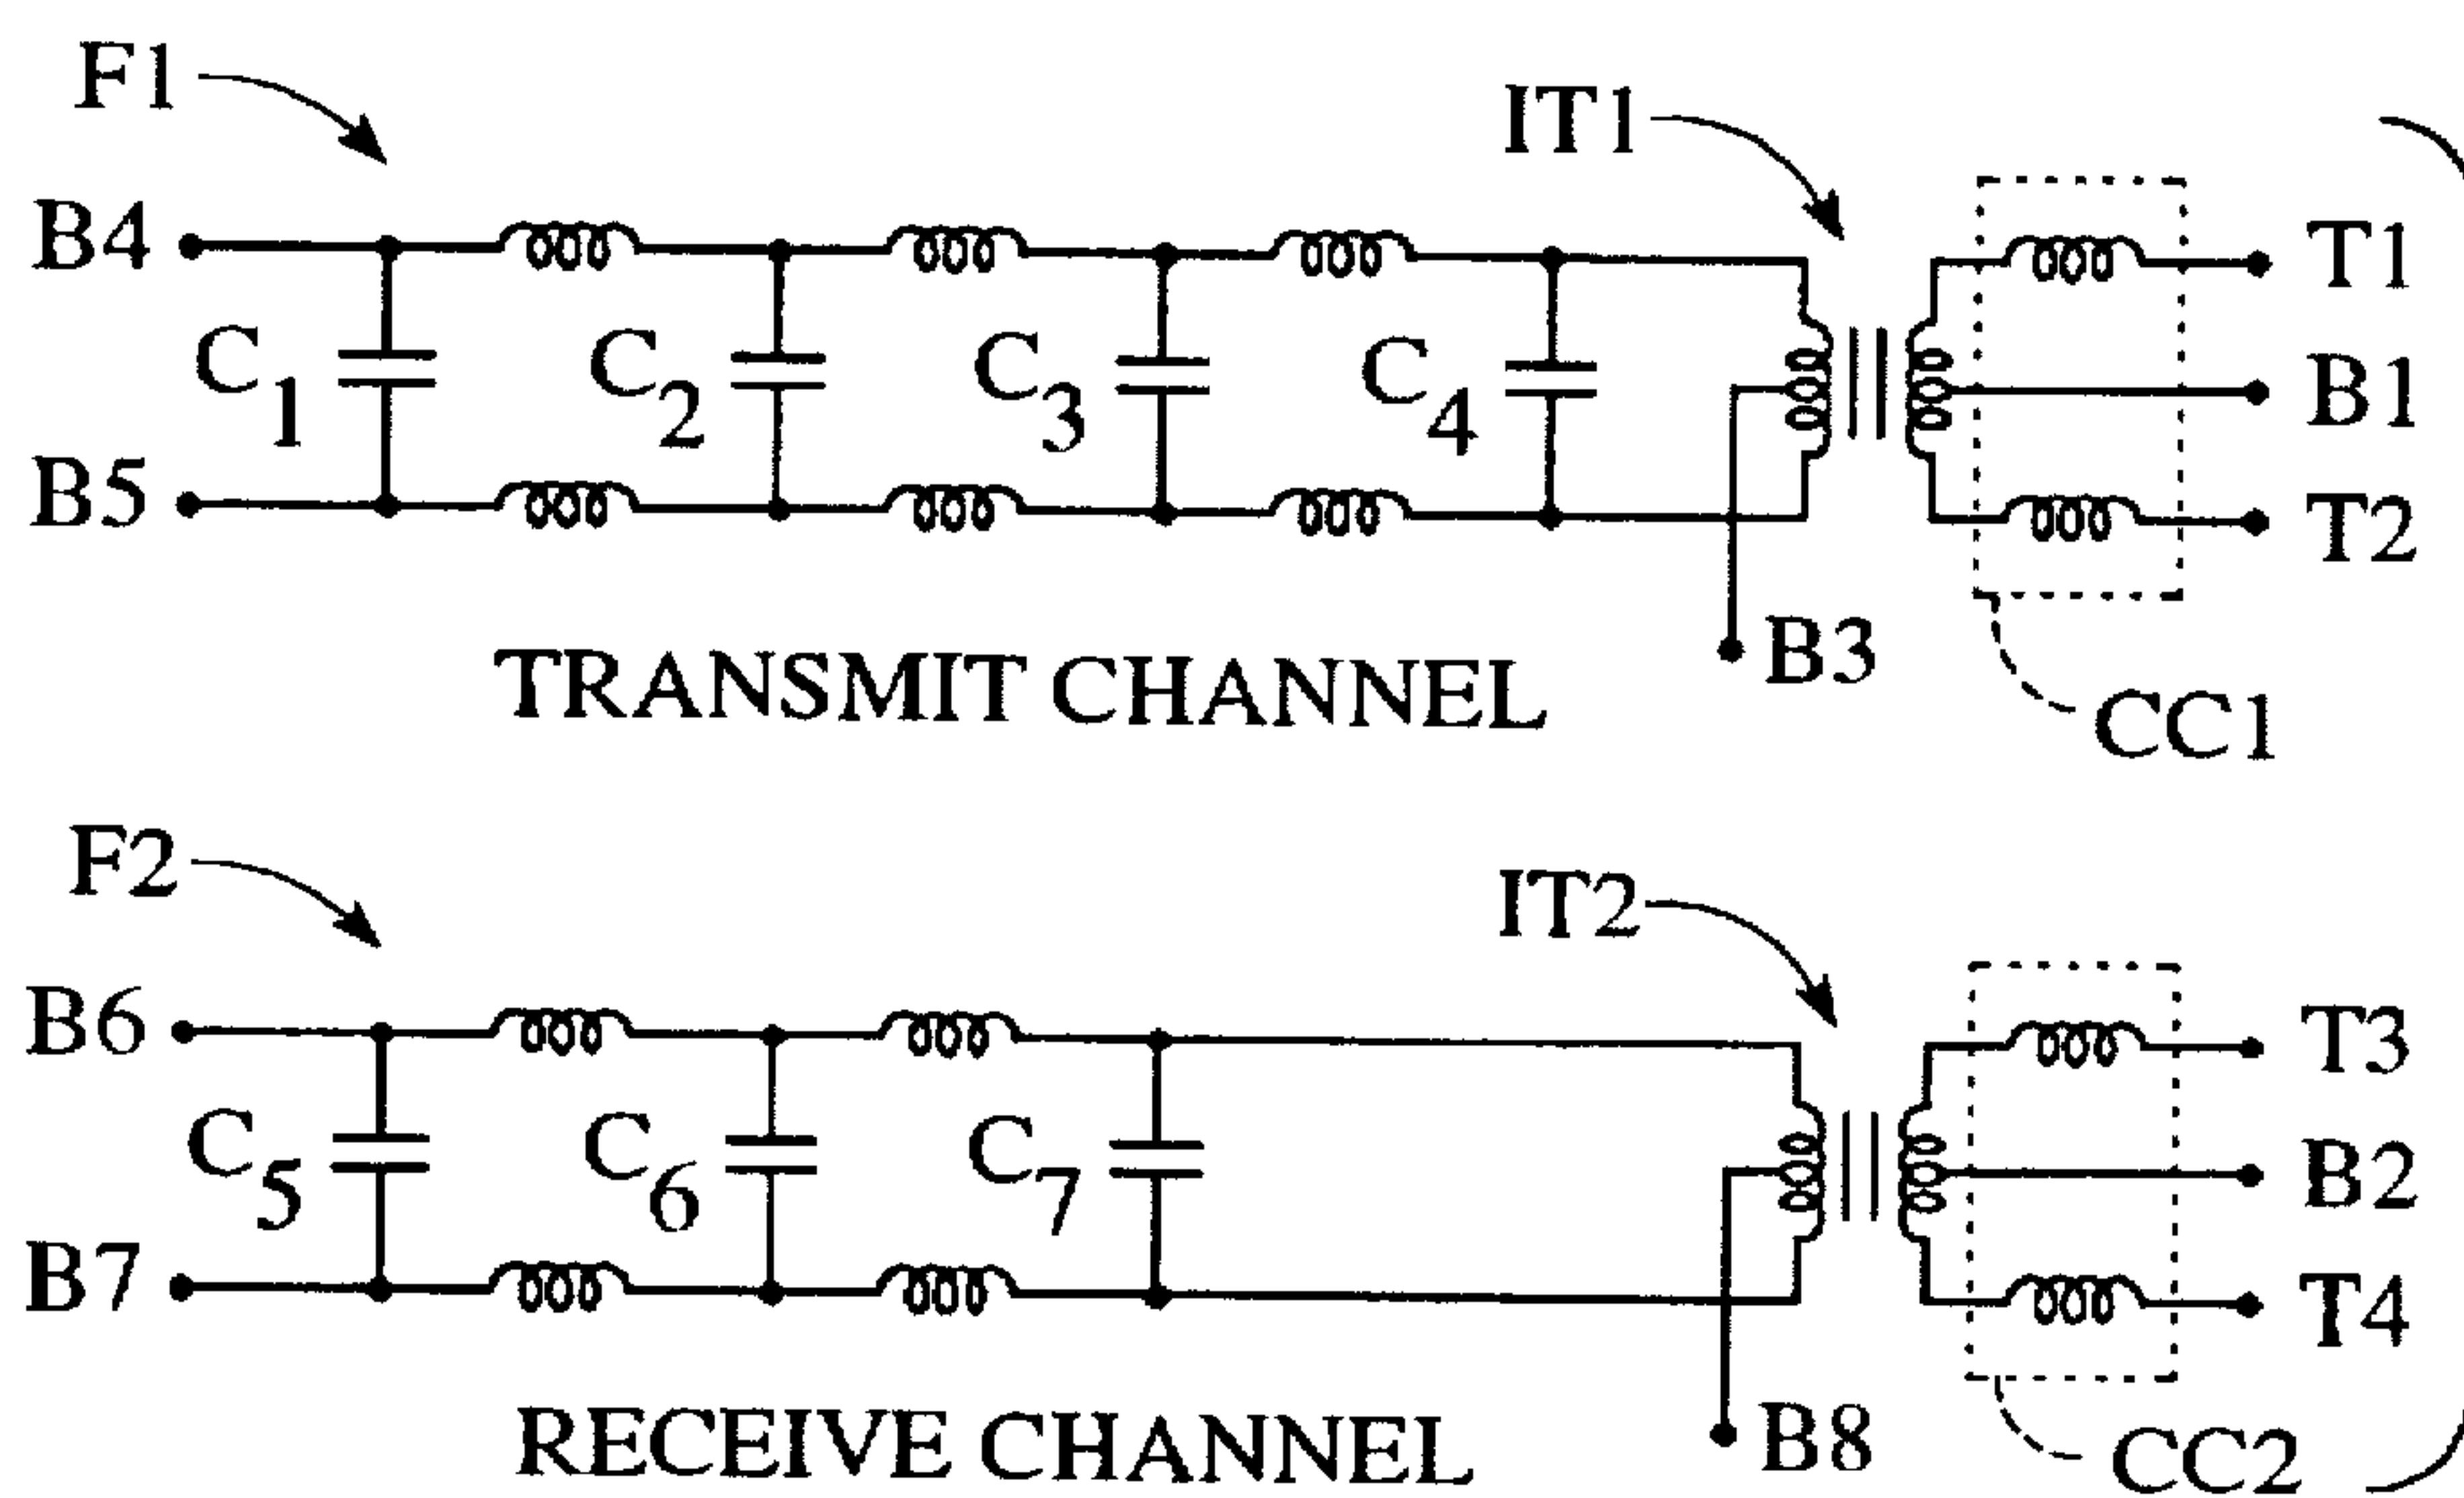 F1
IT1
B4
T1
C1
C2
C3
C4
B1
B5
T2
B3
TRANSMIT CHANNEL
CC1
F2
IT2
B6
T3
C5
C6
C7
B2
B7
T4
B8
RECEIVE CHANNEL
CC2